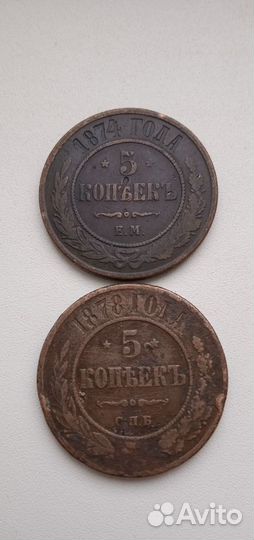 1874 ГОДА
5
КОПѢЕКЪ
Е.М.
1878 ГОДА
5
КОПѢЕКЪ
С.П.Б.
Avito